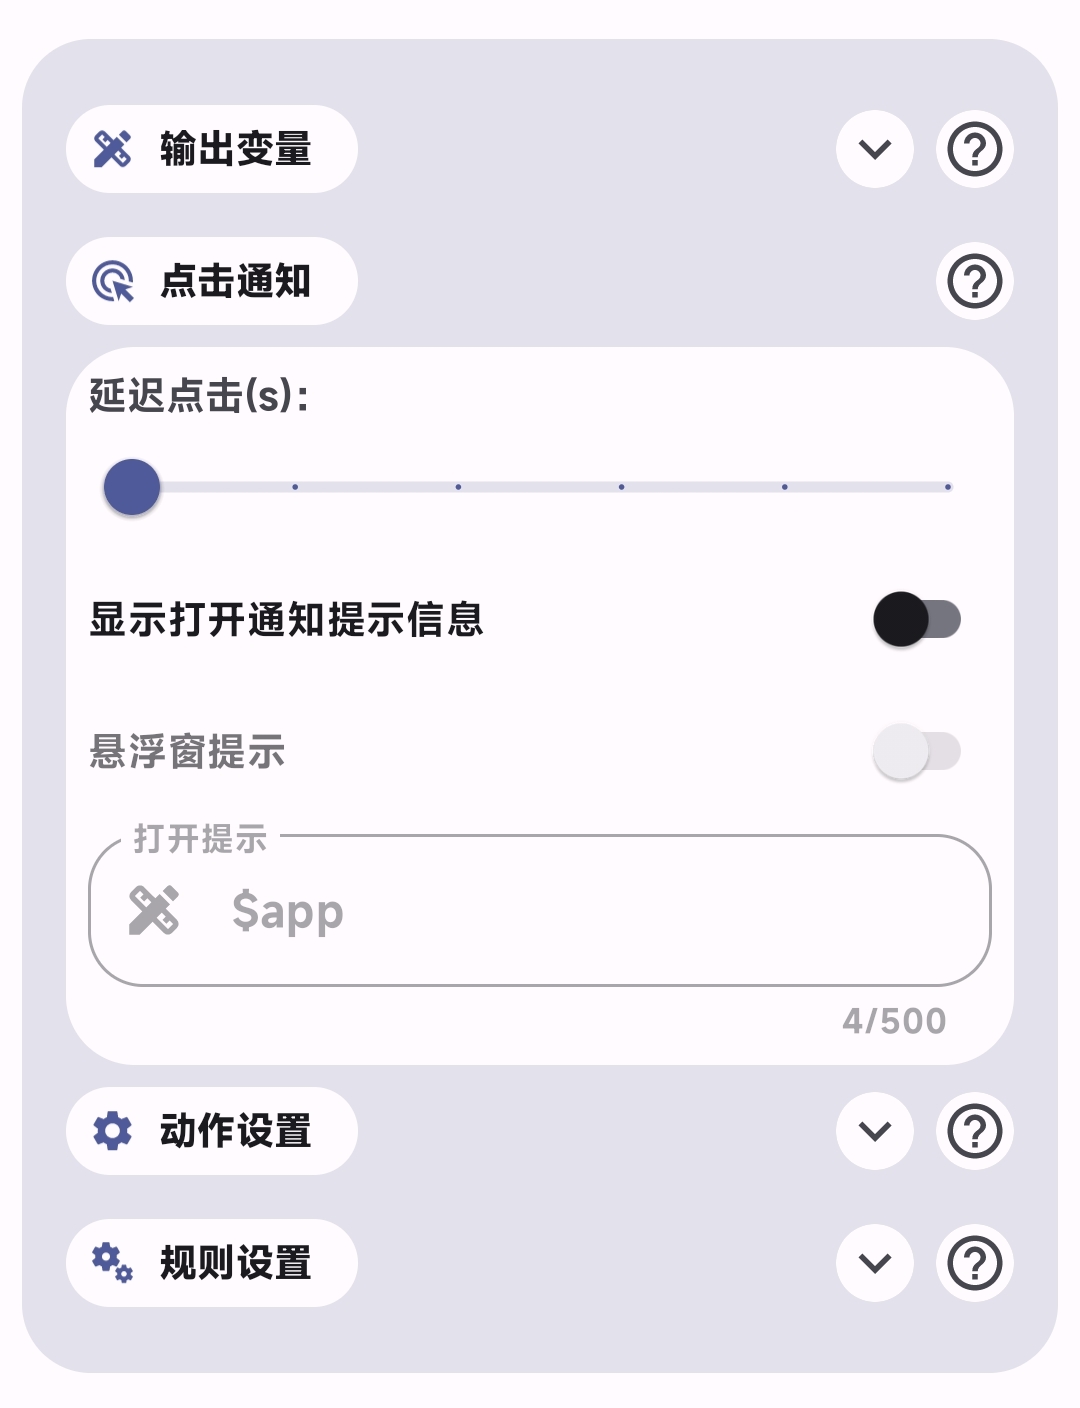 输出变量
点击通知
延迟点击(s):
显示打开通知提示信息
悬浮窗提示
打开提示
$app
4/500
动作设置
规则设置